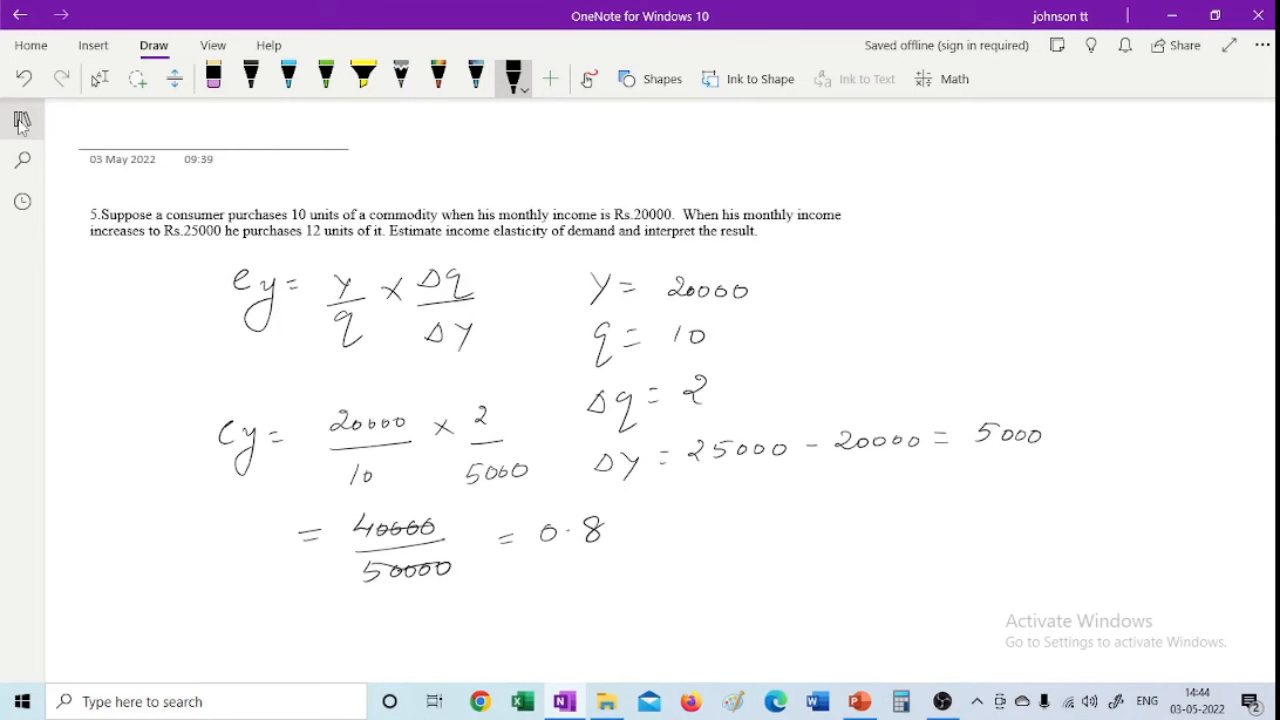 OneNote for Windows 10
johnson tt
Home Insert Draw View Help
Saved offline (sign in required)
Share
Shapes
Ink to Shape
Ink to Text
Math
03 May 2022 09:39
5.Suppose a consumer purchases 10 units of a commodity when his monthly income is Rs.20000. When his monthly income
increases to Rs.25000 he purchases 12 units of it. Estimate income elasticity of demand and interpret the result.
ey = y/q × Δq/Δy
y = 20000
q = 10
Δq = 2
Δy = 25000 - 20000 = 5000
ey = 20000/10 × 2/5000
= 40000/50000 = 0.8
Activate Windows
Go to Settings to activate Windows.
Type here to search
ENG
14:44
03-05-2022
2